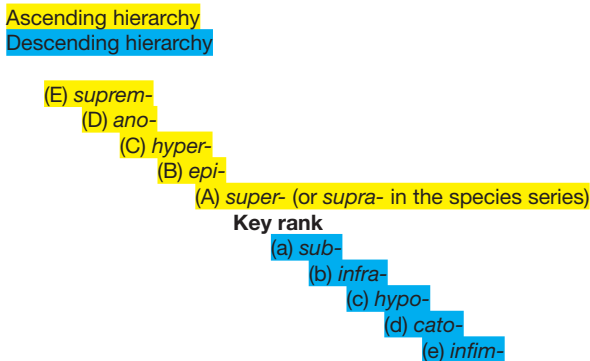 Ascending hierarchy
Descending hierarchy
(E) suprem-
(D) ano-
(C) hyper-
(B) epi-
(A) super- (or supra- in the species series)
Key rank
(a) sub-
(b) infra-
(c) hypo-
(d) cato-
(e) infim-